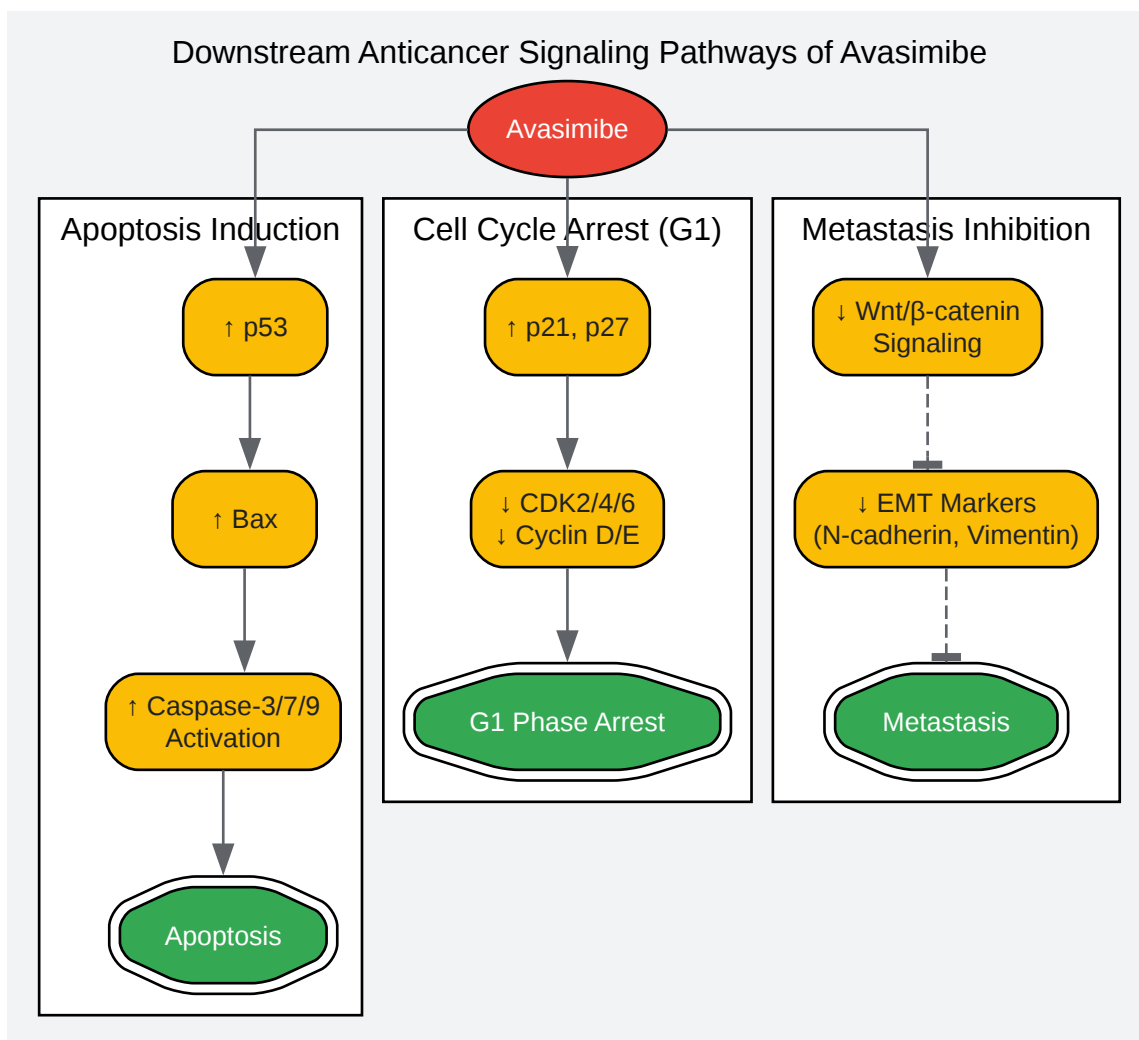 Downstream Anticancer Signaling Pathways of Avasimibe
Avasimibe
Apoptosis Induction
↑ p53
↑ Bax
↑ Caspase-3/7/9
Activation
Apoptosis
Cell Cycle Arrest (G1)
↑ p21, p27
↓ CDK2/4/6
↓ Cyclin D/E
G1 Phase Arrest
Metastasis Inhibition
↓ Wnt/β-catenin
Signaling
↓ EMT Markers
(N-cadherin, Vimentin)
Metastasis